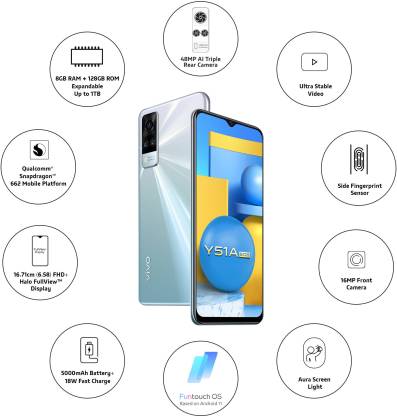 48MP AI Triple
Rear Camera
8GB RAM + 128GB ROM
Expandable
Up to 1TB
Ultra Stable
Video
Qualcomm®
Snapdragon™
662 Mobile Platform
Side Fingerprint
Sensor
Y51A
vivo
FullView
Display
16.71cm (6.58) FHD+
Halo FullView™
Display
16MP Front
Camera
5000mAh Battery+
18W Fast Charge
Funtouch OS
Based on Android 11
Aura Screen
Light